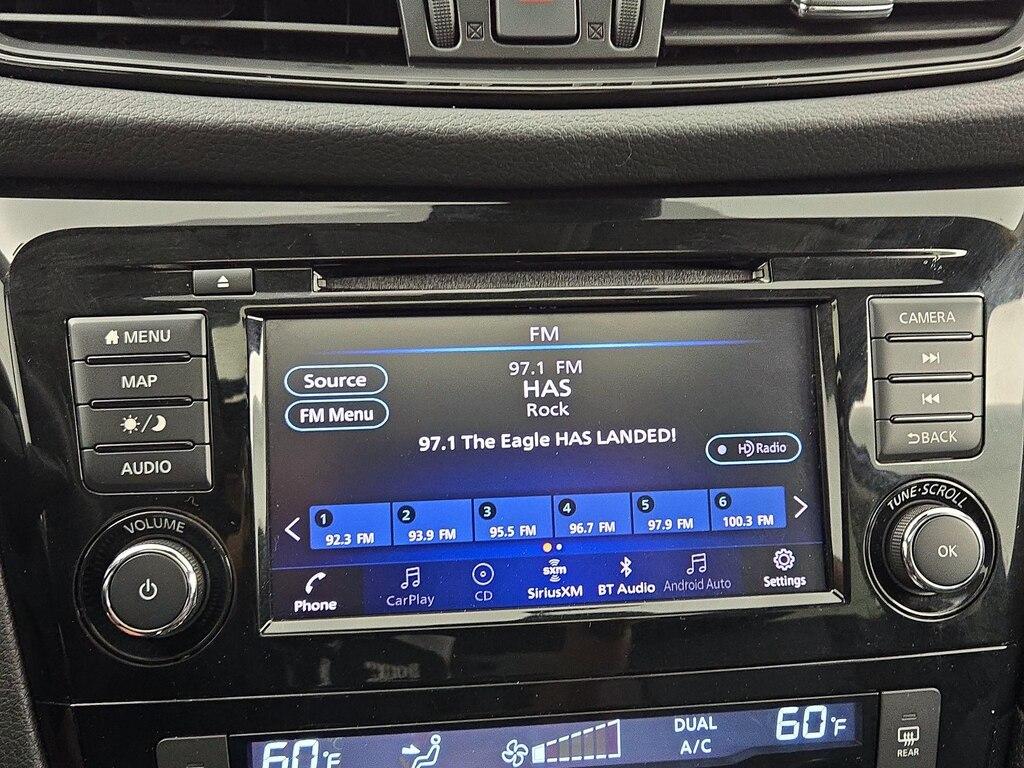 MENU
MAP
AUDIO
VOLUME
FM
Source
FM Menu
97.1 FM
HAS
Rock
97.1 The Eagle HAS LANDED!
HD Radio
1
92.3 FM
2
93.9 FM
3
95.5 FM
4
96.7 FM
5
97.9 FM
6
100.3 FM
Phone
CarPlay
CD
sxm
SiriusXM
BT Audio
Android Auto
Settings
CAMERA
BACK
TUNE·SCROLL
OK
60°F
DUAL
A/C
60°F
REAR